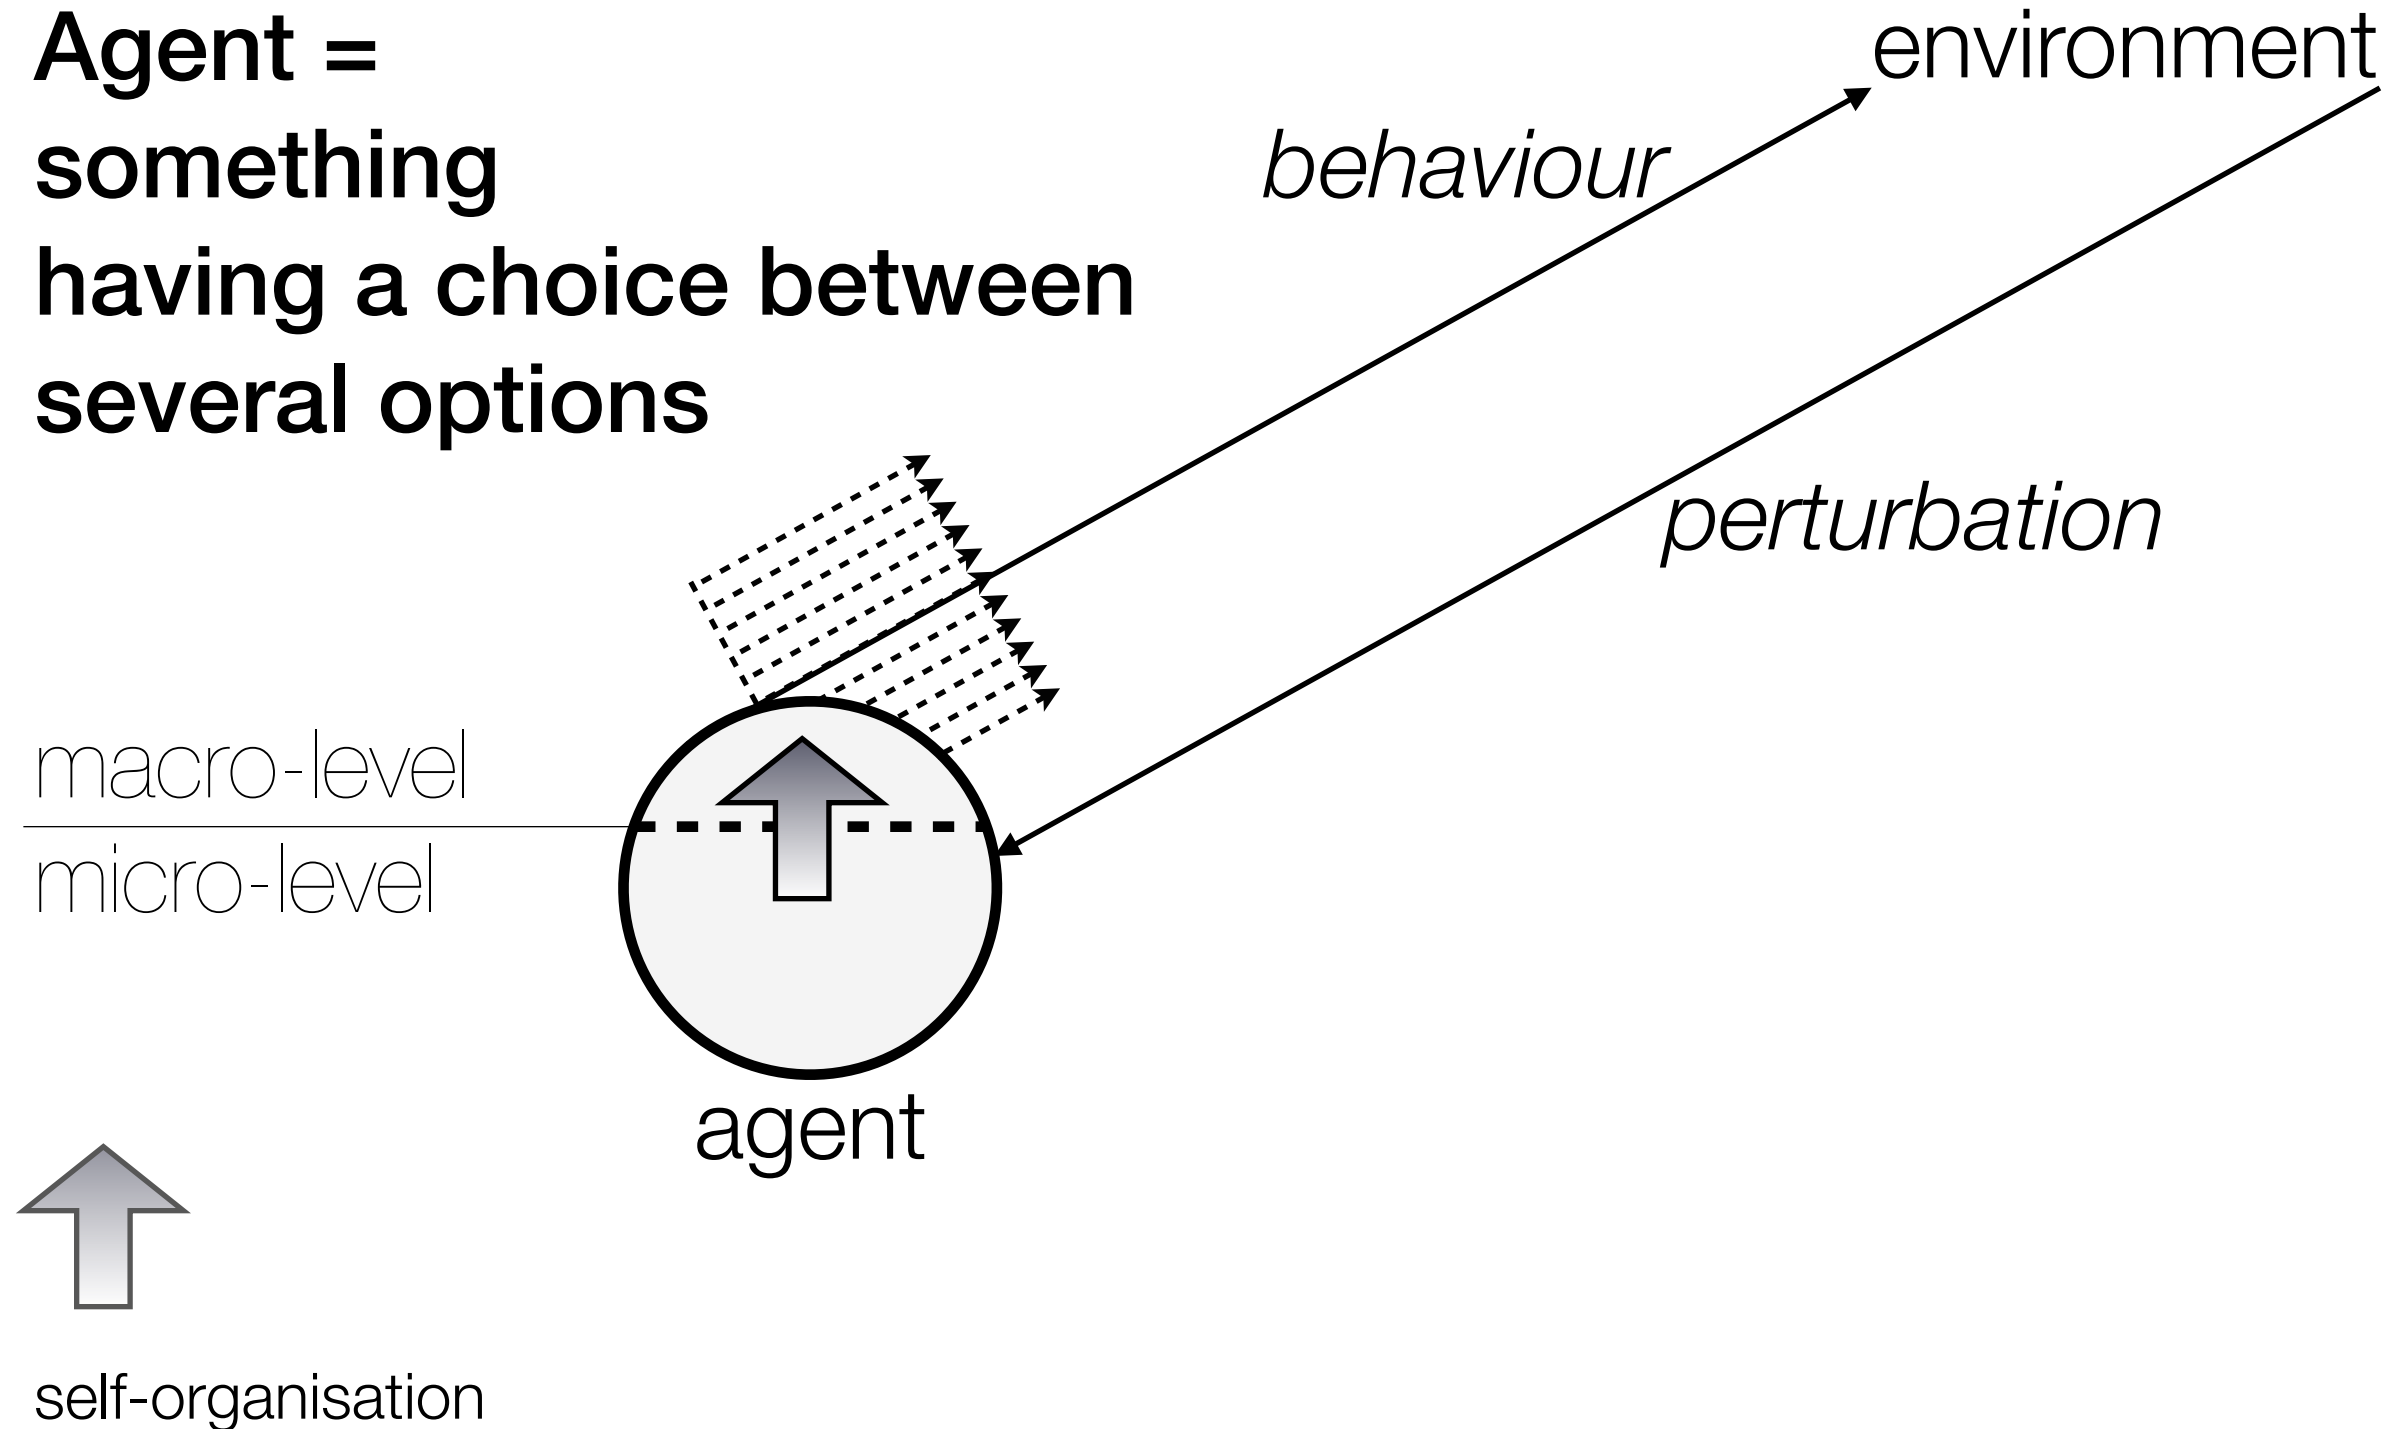 Agent =
something
having a choice between
several options
environment
behaviour
perturbation
macro-level
micro-level
agent
self-organisation